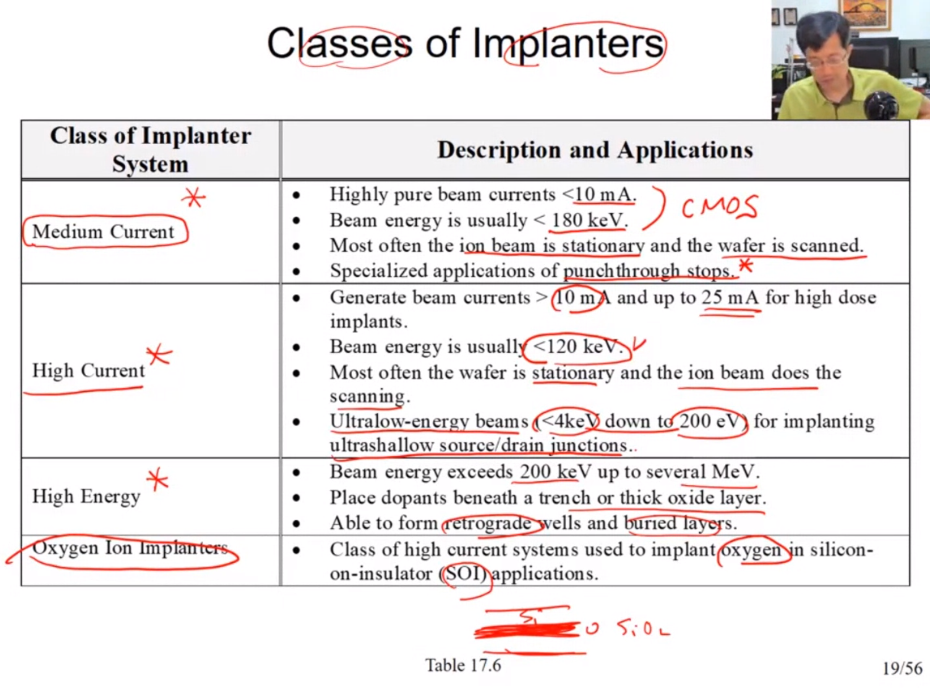 Classes of Implanters
Class of Implanter
System
Description and Applications
Medium Current
• Highly pure beam currents <10 mA.
• Beam energy is usually < 180 keV.
CMOS
• Most often the ion beam is stationary and the wafer is scanned.
• Specialized applications of punchthrough stops.
High Current
• Generate beam currents > 10 mA and up to 25 mA for high dose
implants.
• Beam energy is usually <120 keV.
• Most often the wafer is stationary and the ion beam does the
scanning.
• Ultralow-energy beams (<4keV down to 200 eV) for implanting
ultrashallow source/drain junctions.
High Energy
• Beam energy exceeds 200 keV up to several MeV.
• Place dopants beneath a trench or thick oxide layer.
• Able to form retrograde wells and buried layers.
Oxygen Ion Implanters
• Class of high current systems used to implant oxygen in silicon-
on-insulator (SOI) applications.
Si
SiO₂
Table 17.6
19/56